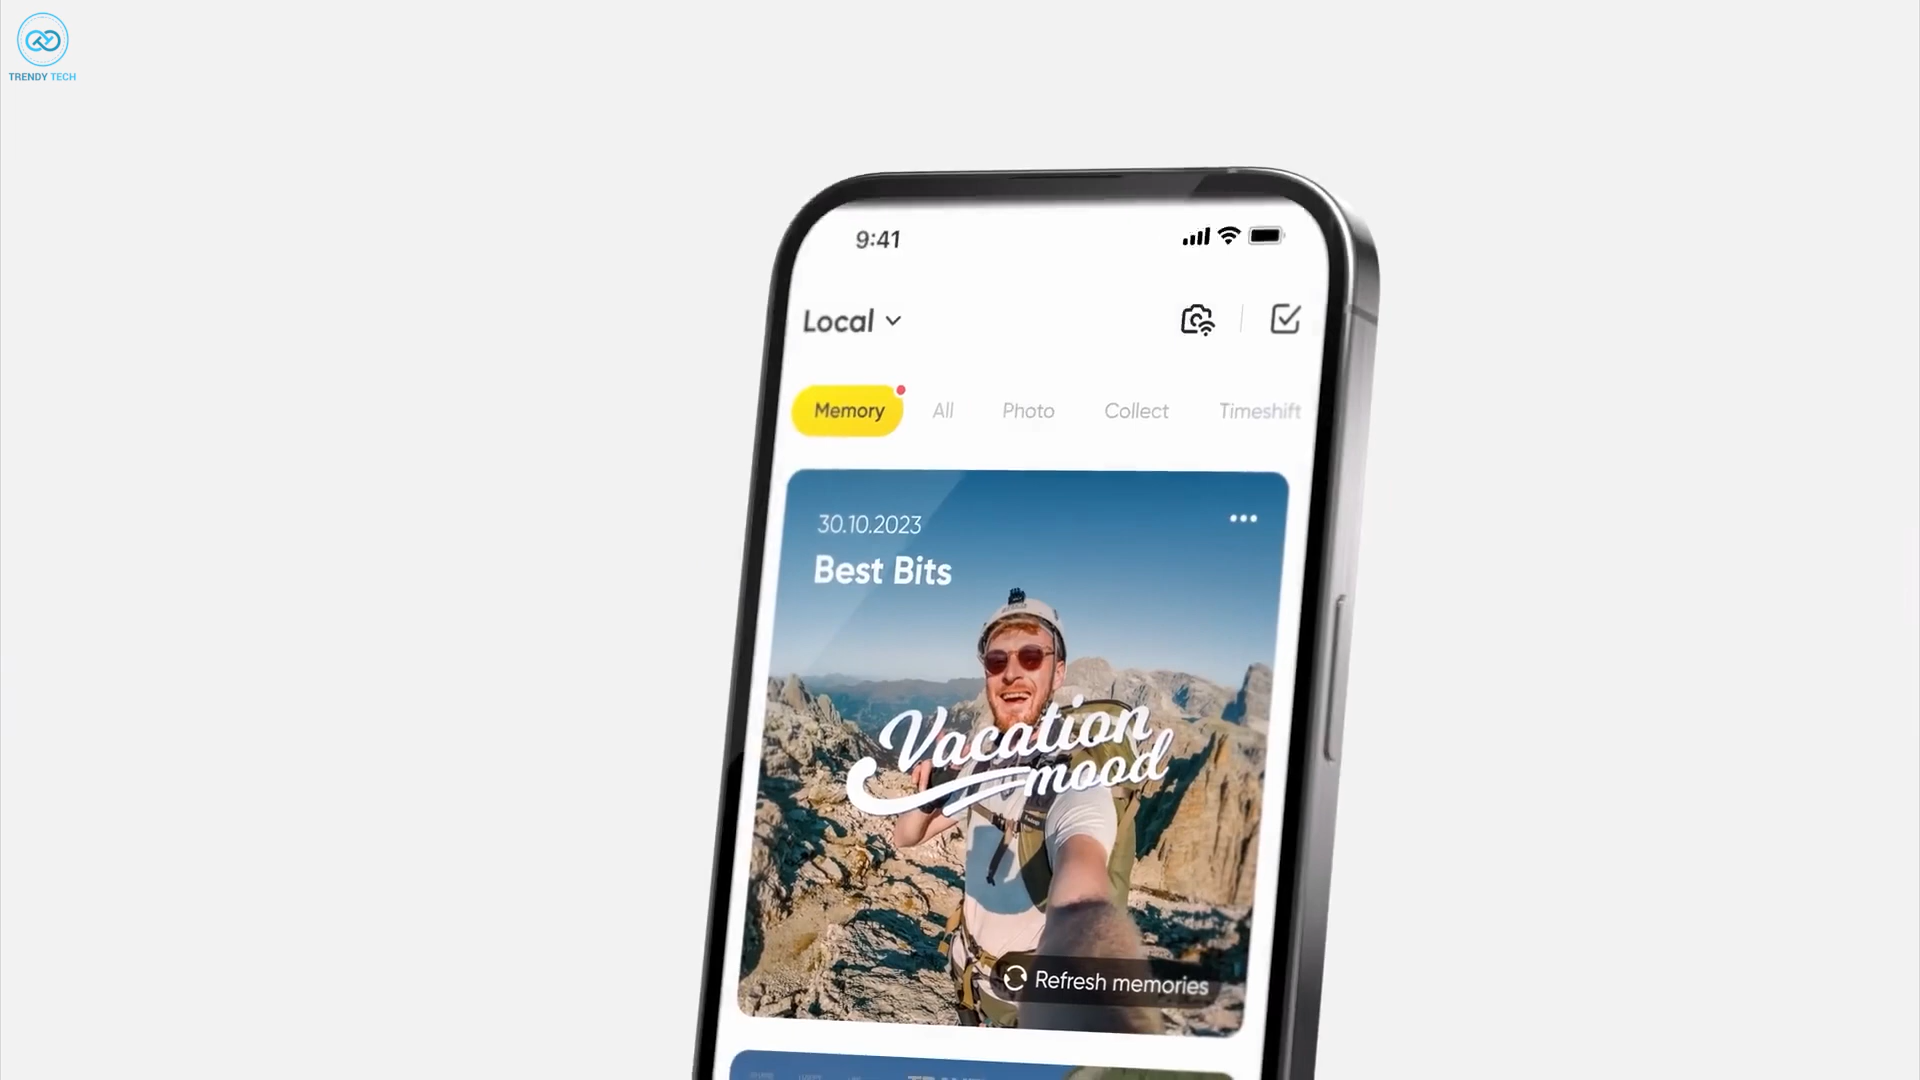 TRENDY TECH
9:41
Local
Memory
All
Photo
Collect
Timeshift
30.10.2023
Best Bits
Vacation
mood
Refresh memories